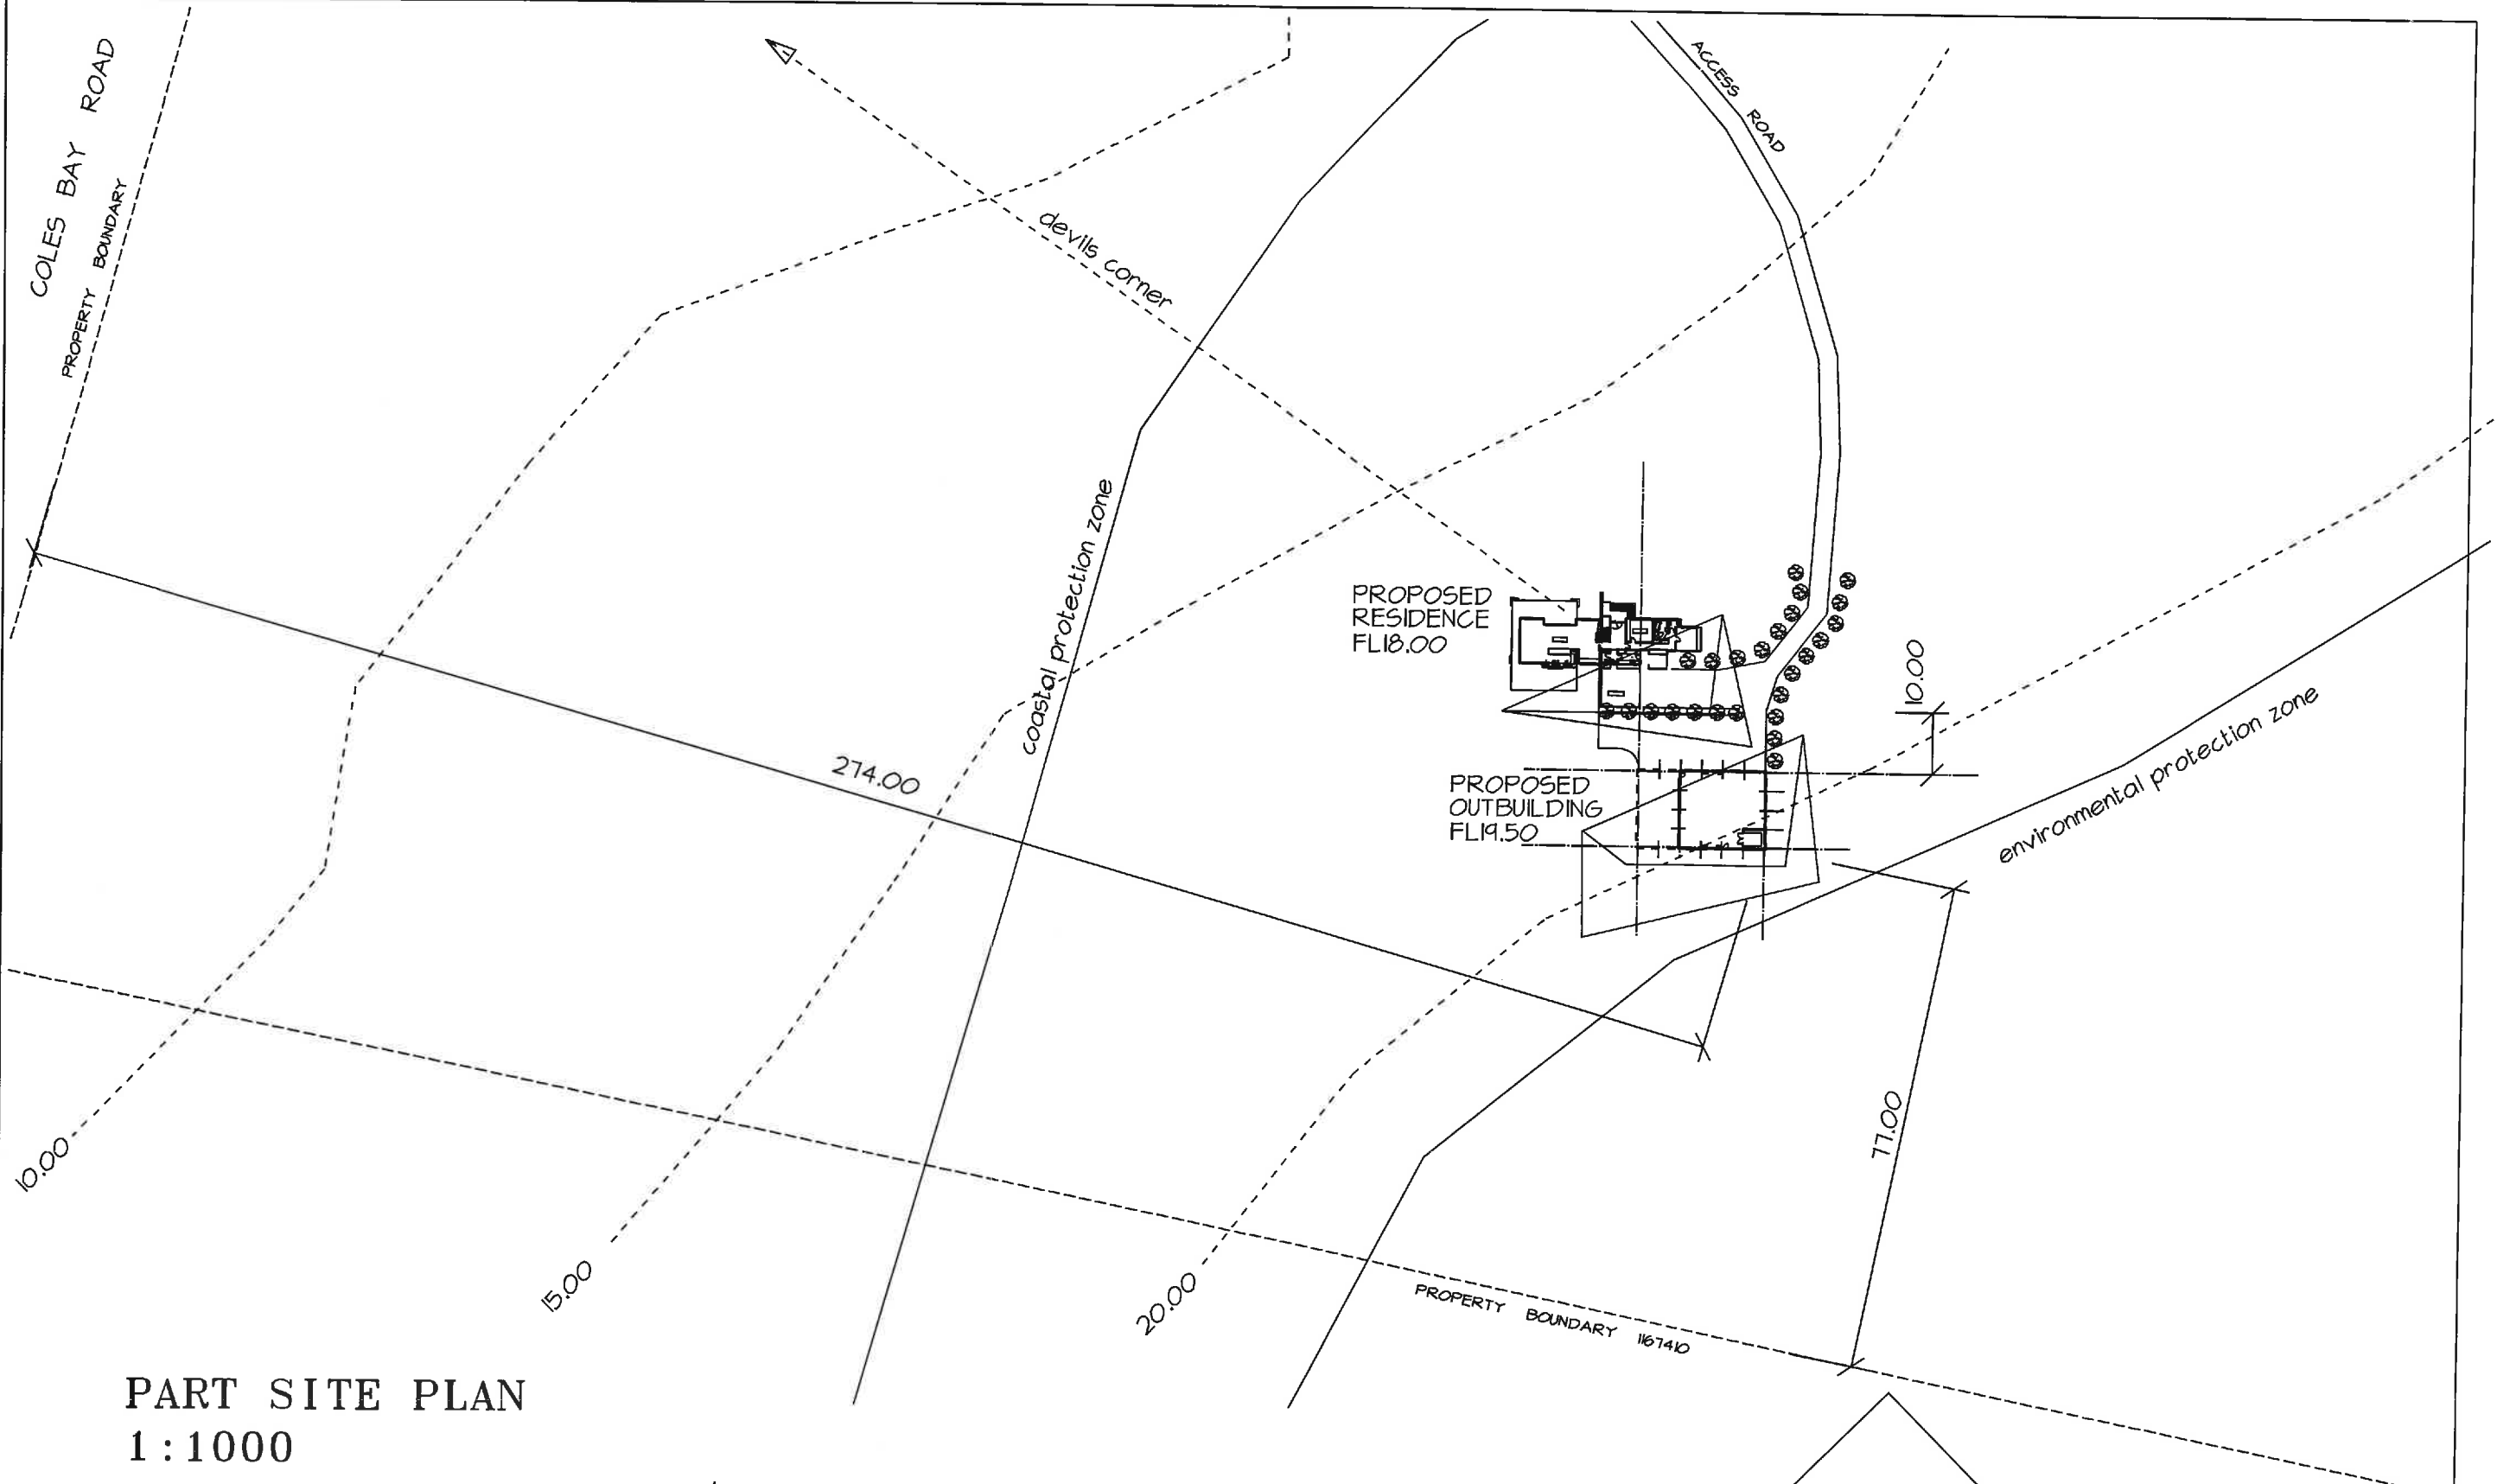 COLES BAY ROAD
PROPERTY BOUNDARY
devils corner
ACCESS ROAD
coastal protection zone
PROPOSED
RESIDENCE
FL18.00
10.00
274.00
PROPOSED
OUTBUILDING
FL19.50
environmental protection zone
77.00
10.00
15.00
20.00
PROPERTY BOUNDARY 1167410
PART SITE PLAN
1:1000